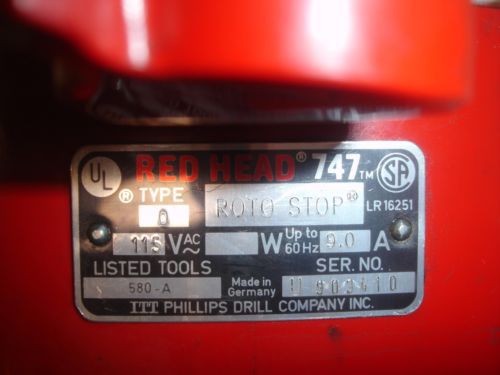 UL RED HEAD® 747™ SA
® TYPE ROTO STOP® LR 16251
0
115 V AC ~ W Up to 60 Hz 9.0 A
LISTED TOOLS Made in Germany SER. NO.
580-A
ITT PHILLIPS DRILL COMPANY INC.